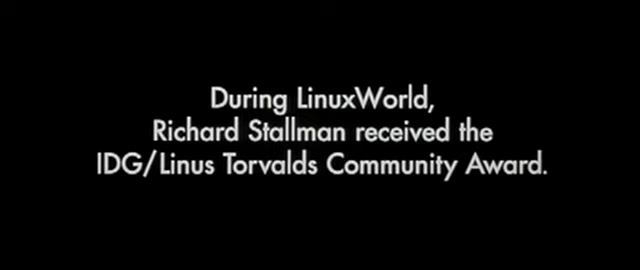 During LinuxWorld,
Richard Stallman received the
IDG/Linus Torvalds Community Award.